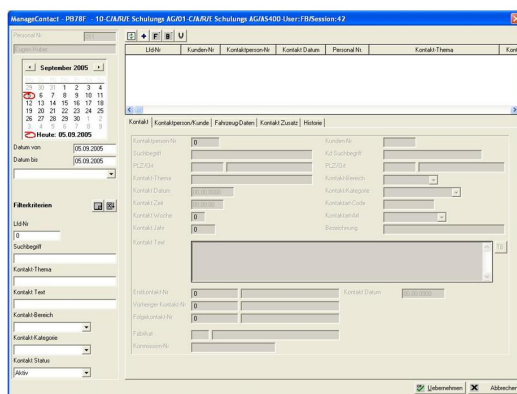 ManageContact - PB7BF - 10-C/A/R/E Schulungs AG/01-C/A/R/E Schulungs AG/AS400-User:FB/Session:42
Personal Nr.
September 2005
29 30 31 1 2 3 4
5 6 7 8 9 10 11
12 13 14 15 16 17 18
19 20 21 22 23 24 25
26 27 28 29 30 1 2
3 4 5 6 7 8 9
Heute: 05.09.2005
Datum von 05.09.2005
Datum bis 05.09.2005
Filterkriterien
Lfd-Nr
0
Suchbegriff
Kontakt-Thema
Kontakt Text
Kontakt-Bereich
Kontakt-Kategorie
Kontakt Status
Aktiv
Lfd-Nr Kunden-Nr Kontaktperson-Nr Kontakt Datum Personal Nr. Kontakt-Thema Kont
Kontakt Kontaktperson/Kunde Fahrzeug-Daten Kontakt Zusatz Historie
Kontaktperson-Nr 0 Kunden-Nr
Suchbegriff Kd Suchbegriff
PLZ/Ort PLZ/Ort
Kontakt-Thema Kontakt-Bereich
Kontakt Datum 00.00.0000 Kontakt-Kategorie
Kontakt Zeit 00:00:00
Kontakt Woche 0
Kontakt Jahr 0 Bezeichnung
Kontakt Text
Erstkontakt-Nr 0 Kontakt Datum 00.00.0000
Vorheriger Kontakt-Nr 0
Folgekontakt-Nr 0
Fabrikat
Kommission-Nr
Uebernehmen Abbrechen